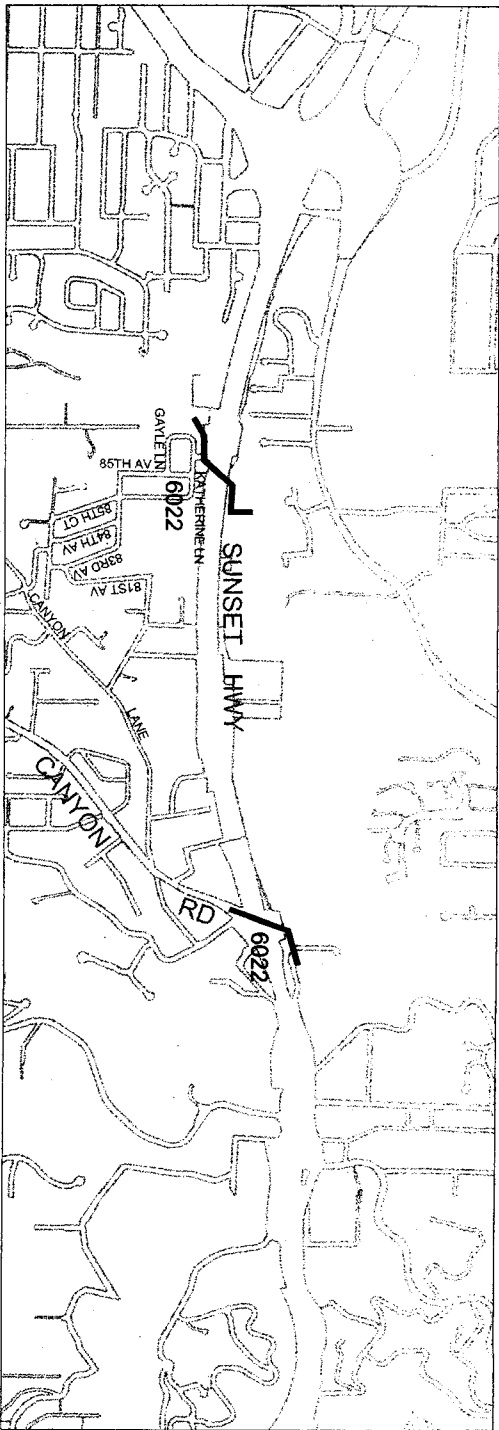 GAYLE LN
85TH AV
6022
KATHERINE LN
85TH CT
84TH AV
83RD AV
81ST AV
SUNSET HWY
CANYON LANE
CANYON RD
6022